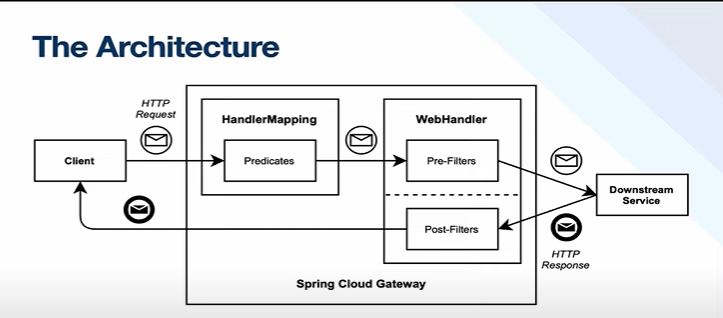 The Architecture
HTTP
Request
HandlerMapping
WebHandler
Client
Predicates
Pre-Filters
Downstream
Service
Post-Filters
HTTP
Response
Spring Cloud Gateway